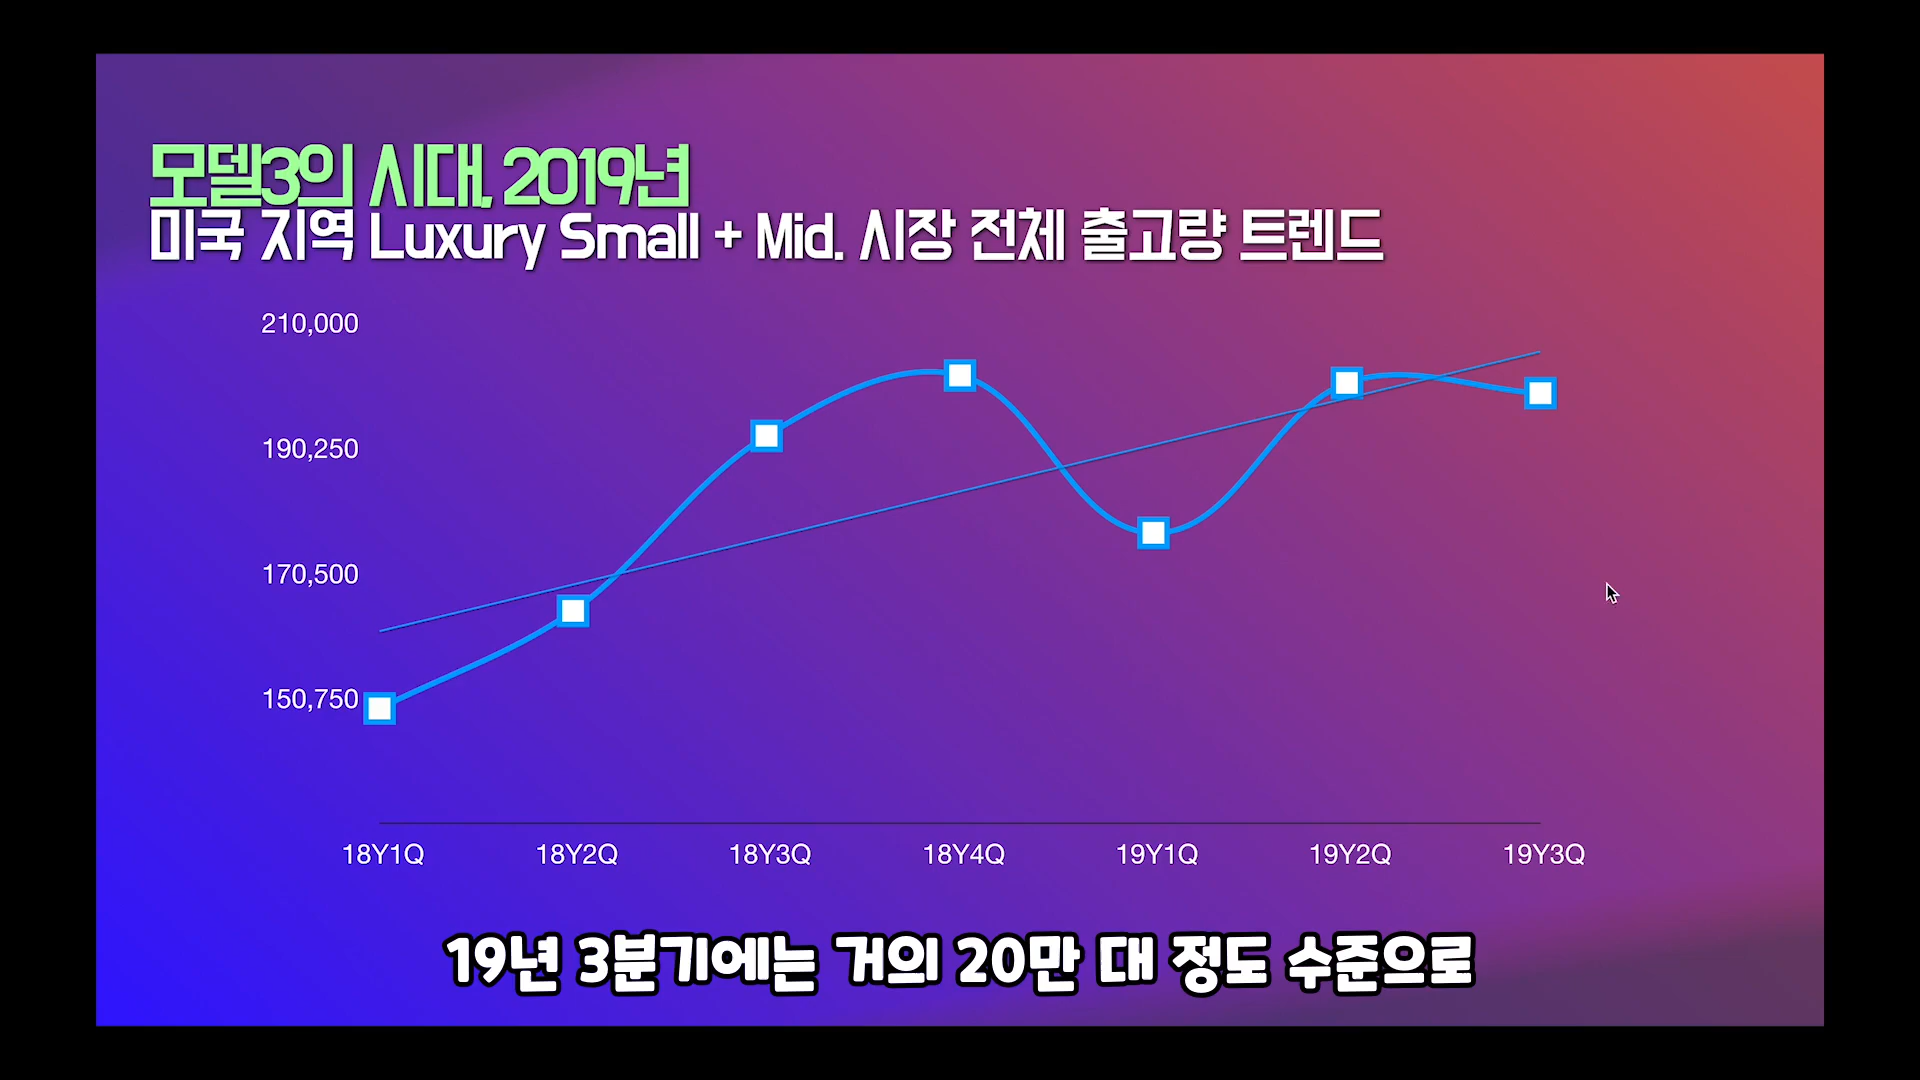 모델3의 시대, 2019년
미국 지역 Luxury Small + Mid. 시장 전체 출고량 트렌드
210,000
190,250
170,500
150,750
18Y1Q 18Y2Q 18Y3Q 18Y4Q 19Y1Q 19Y2Q 19Y3Q
19년 3분기에는 거의 20만 대 정도 수준으로